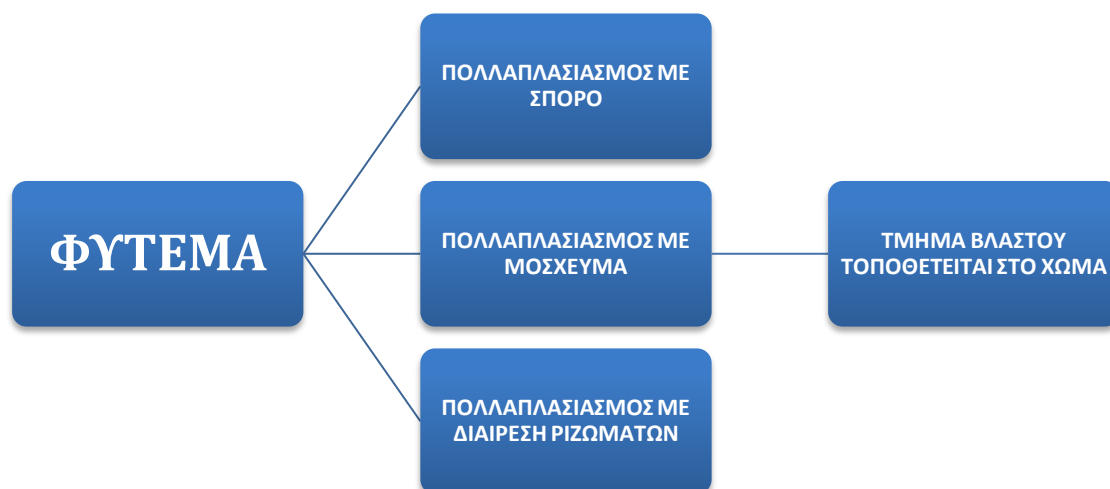 ΠΟΛΛΑΠΛΑΣΙΑΣΜΟΣ ΜΕ
ΣΠΟΡΟ
ΦΥΤΕΜΑ
ΠΟΛΛΑΠΛΑΣΙΑΣΜΟΣ ΜΕ
ΜΟΣΧΕΥΜΑ
ΤΜΗΜΑ ΒΛΑΣΤΟΥ
ΤΟΠΟΘΕΤΕΙΤΑΙ ΣΤΟ ΧΩΜΑ
ΠΟΛΛΑΠΛΑΣΙΑΣΜΟΣ ΜΕ
ΔΙΑΙΡΕΣΗ ΡΙΖΩΜΑΤΩΝ